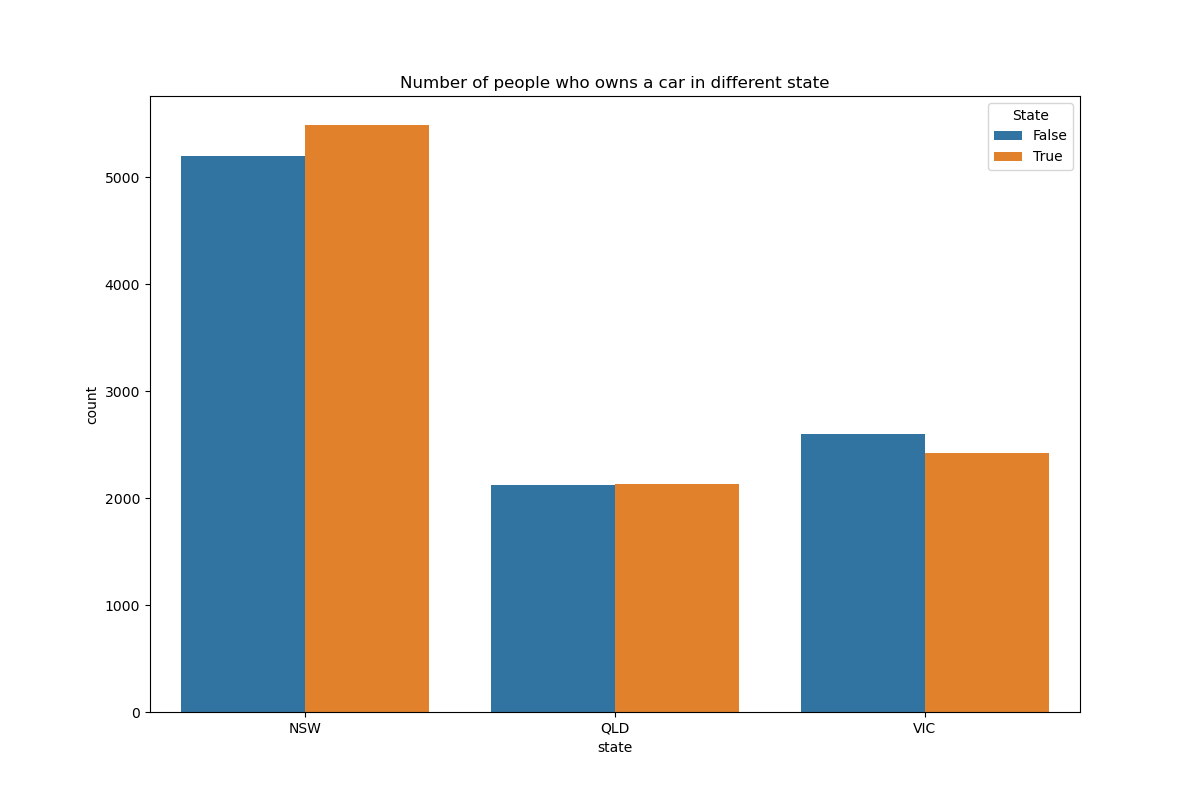 Number of people who owns a car in different state
State
False
True
5000
4000
3000
2000
1000
0
count
NSW
QLD
VIC
state